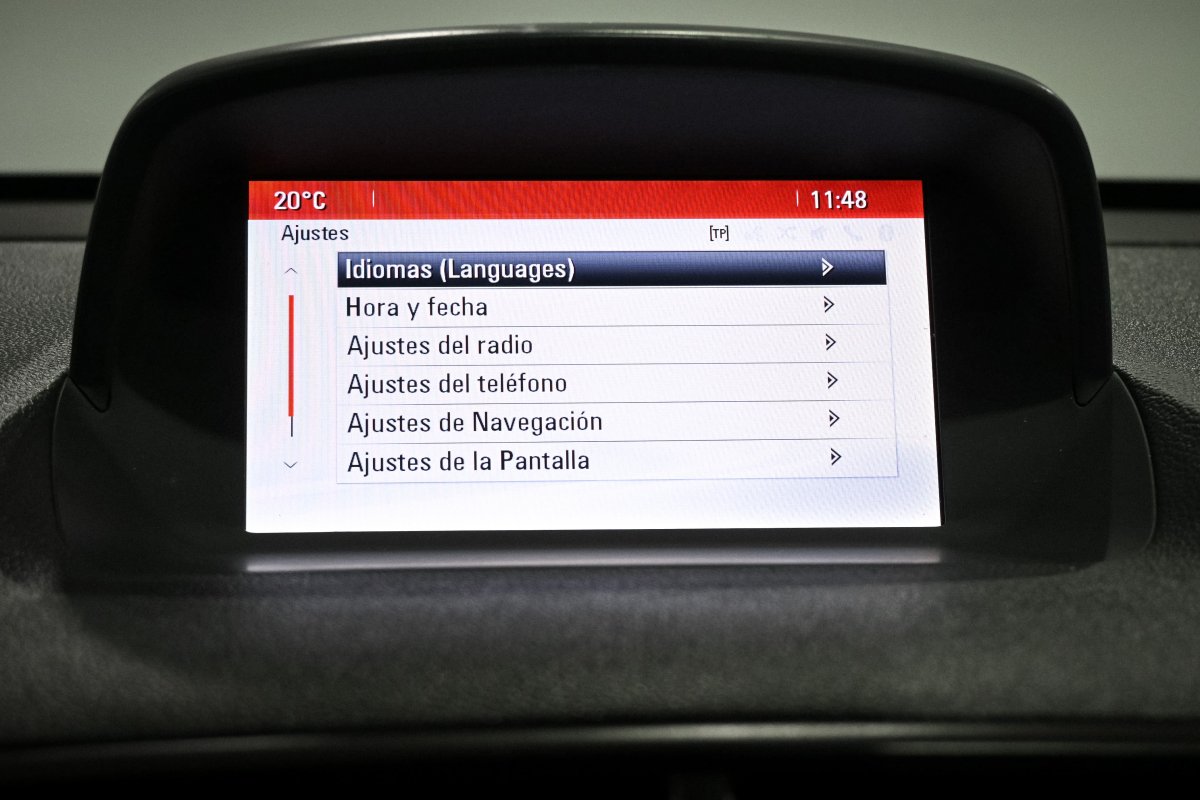 20°C 11:48
Ajustes [TP]
Idiomas (Languages)
Hora y fecha
Ajustes del radio
Ajustes del teléfono
Ajustes de Navegación
Ajustes de la Pantalla